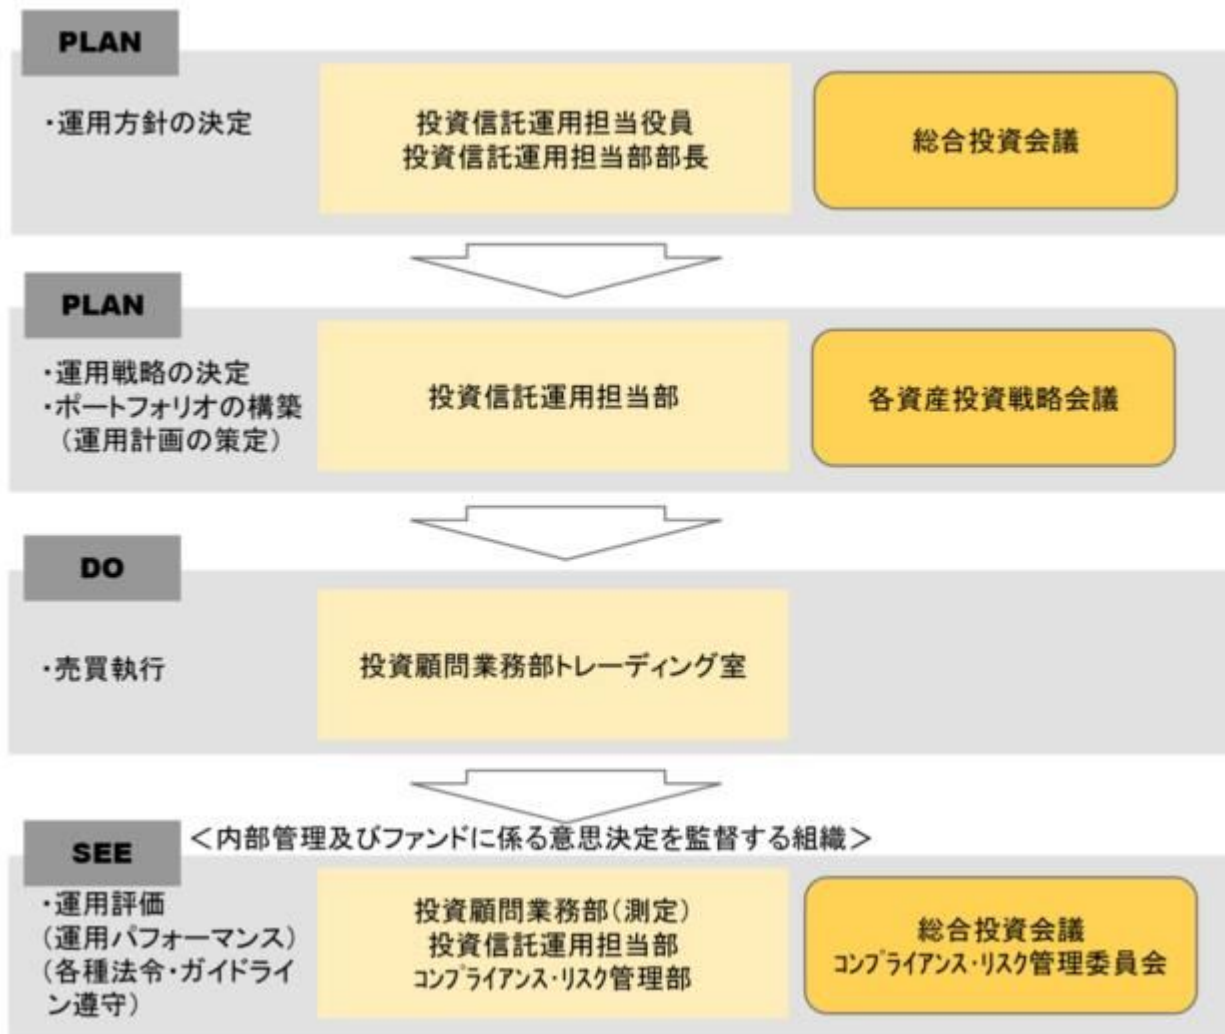 PLAN
・運用方針の決定
投資信託運用担当役員
投資信託運用担当部部長
総合投資会議
PLAN
・運用戦略の決定
・ポートフォリオの構築
（運用計画の策定）
投資信託運用担当部
各資産投資戦略会議
DO
・売買執行
投資顧問業務部トレーディング室
SEE
＜内部管理及びファンドに係る意思決定を監督する組織＞
・運用評価
（運用パフォーマンス）
（各種法令・ガイドライ
ン遵守）
投資顧問業務部（測定）
投資信託運用担当部
ｺﾝﾌﾟﾗｲｱﾝｽ・ﾘｽｸ管理部
総合投資会議
ｺﾝﾌﾟﾗｲｱﾝｽ・ﾘｽｸ管理委員会